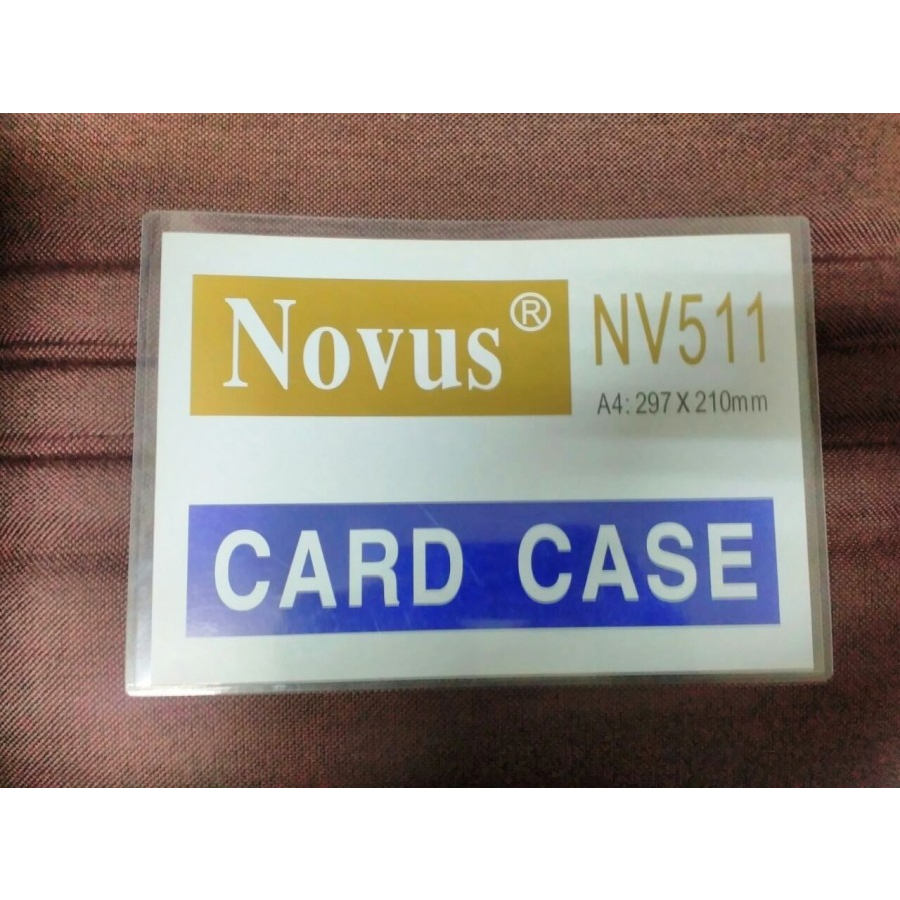 Novus® NV511
A4: 297 X 210mm
CARD CASE